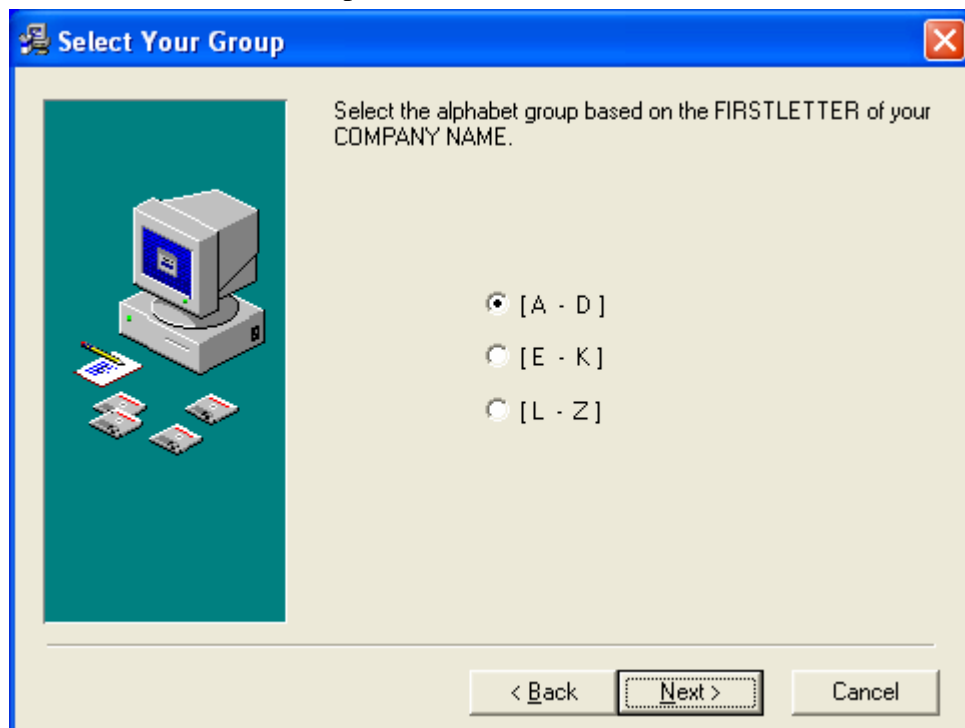 Select Your Group
Select the alphabet group based on the FIRSTLETTER of your
COMPANY NAME.
[ A - D ]
[ E - K ]
[ L - Z ]
< Back
Next >
Cancel